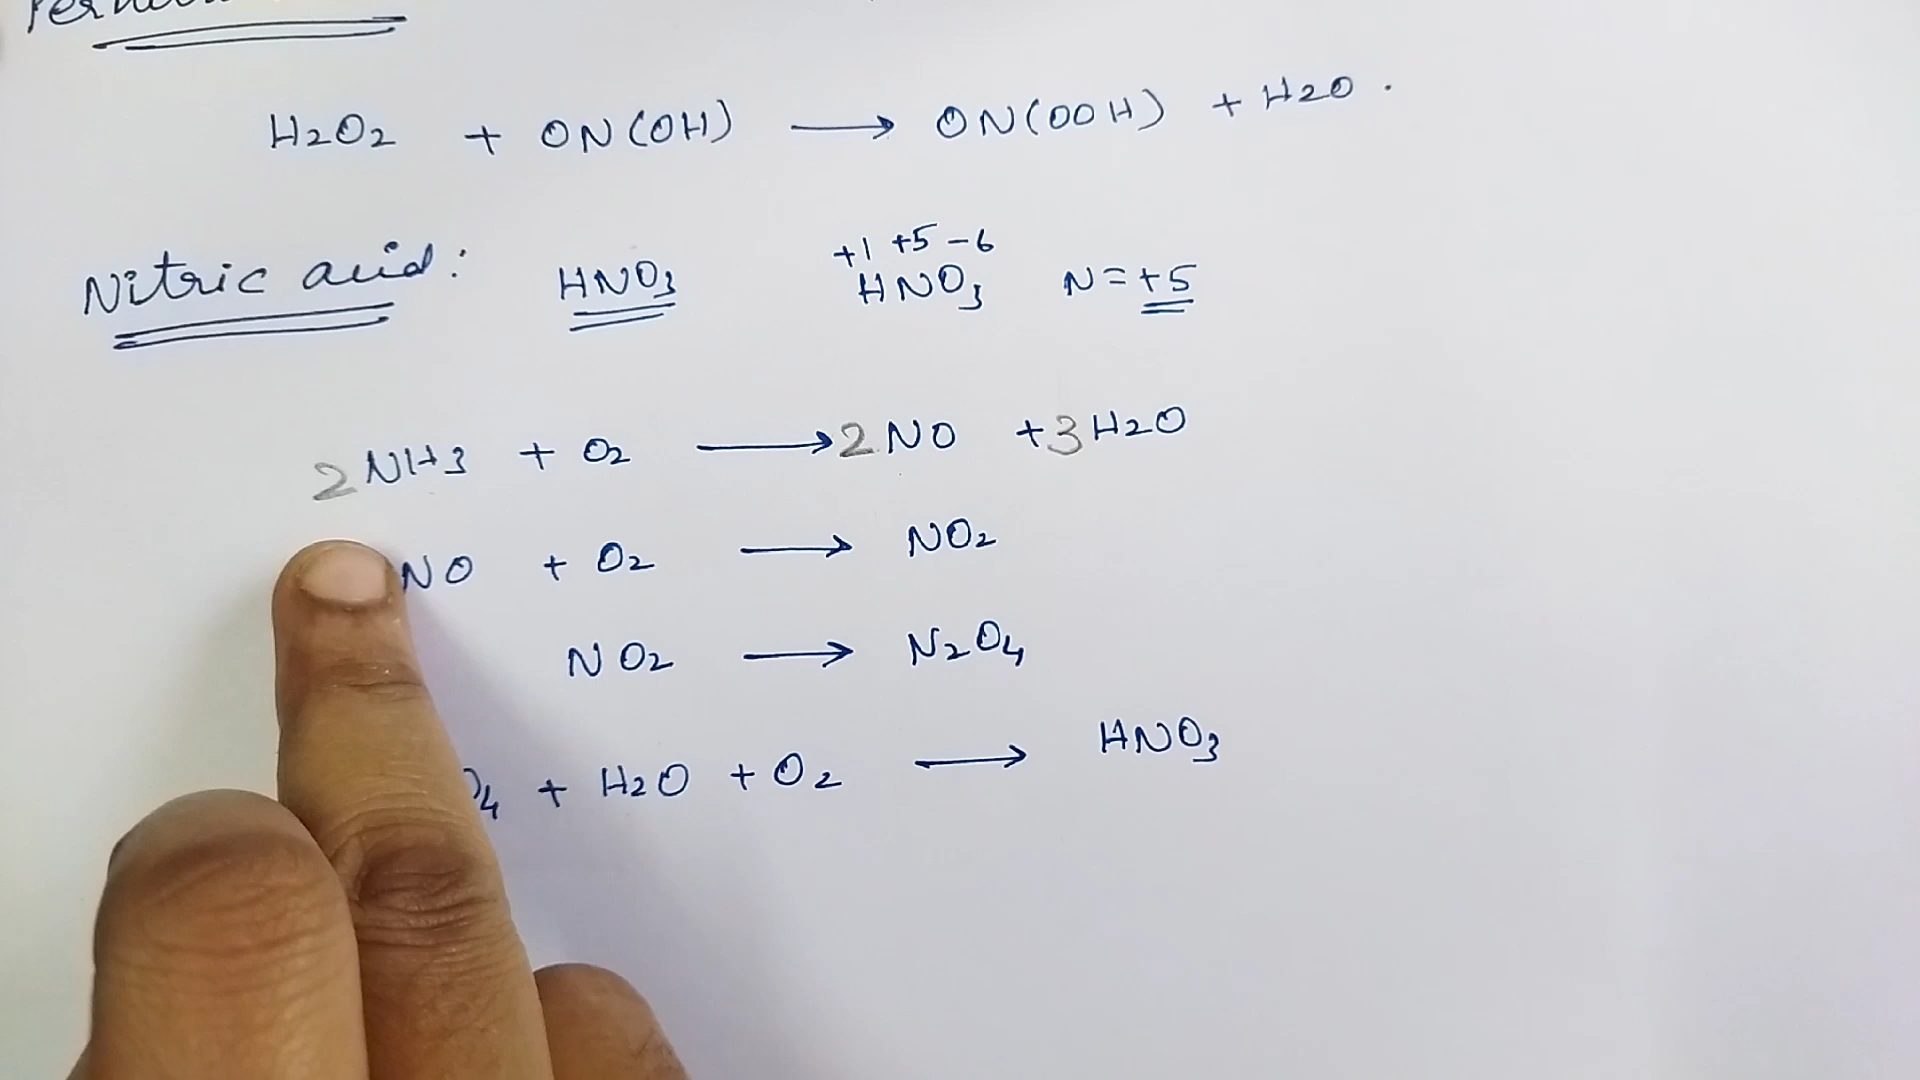 H2O2 + ON(OH) ⟶ ON(OOH) + H2O.
Nitric acid: HNO3 +1 +5 -6 HNO3 N=+5
2NH3 + O2 ⟶ 2NO +3H2O
NO + O2 ⟶ NO2
NO2 ⟶ N2O4
4 + H2O + O2 ⟶ HNO3